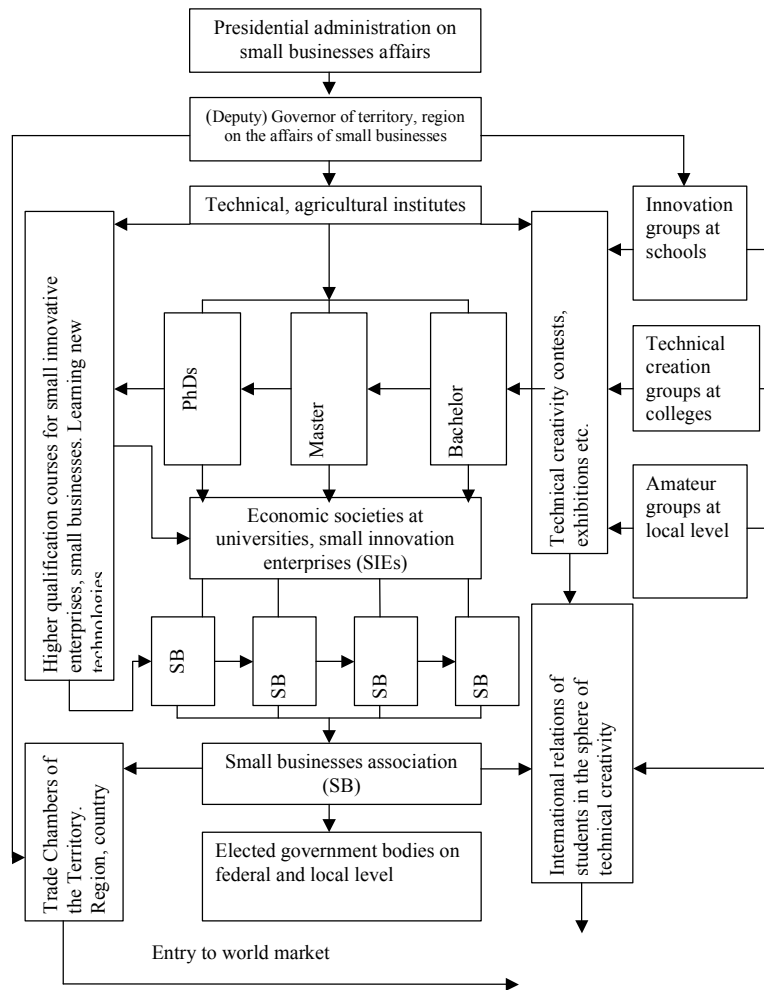 Presidential administration on
small businesses affairs
(Deputy) Governor of territory, region
on the affairs of small businesses
Technical, agricultural institutes
Innovation
groups at
schools
Higher qualification courses for small innovative
enterprises, small businesses. Learning new
technologies
PhDs
Master
Bachelor
Technical creativity contests,
exhibitions etc.
Technical
creation
groups at
colleges
Amateur
groups at
local level
Economic societies at
universities, small innovation
enterprises (SIEs)
SB
SB
SB
SB
Small businesses association
(SB)
International relations of
students in the sphere of
technical creativity
Trade Chambers of
the Territory.
Region, country
Elected government bodies on
federal and local level
Entry to world market